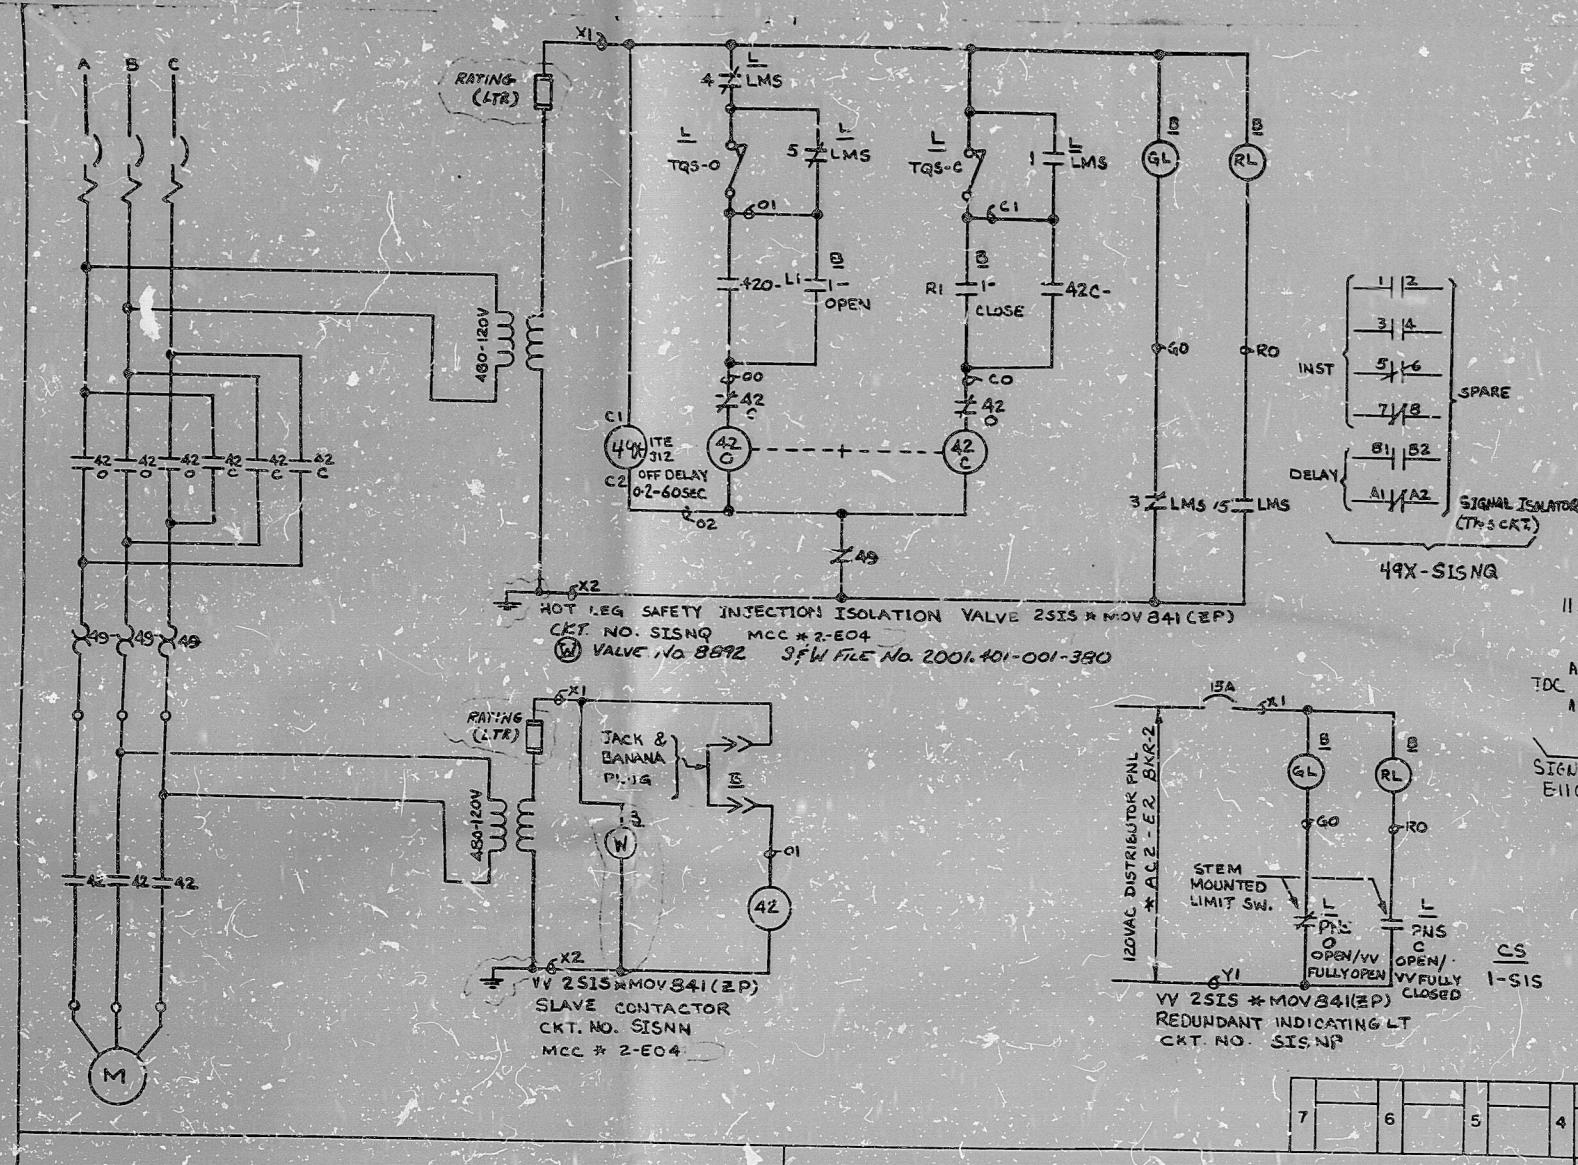 A B C
RATING
(LTR)
X1
480-120V
4 L LMS
L
TQS-O
5 L LMS
O1
42O- L1 B 1-
OPEN
OO
42
C
42
O
C1
49X
ITE
312
C2
OFF DELAY
0.2-60SEC
O2
49
L
TQS-C
1 L LMS
C1
R1 B 1-
CLOSE
42C-
CO
42
O
42
C
B
GL
GO
3 LMS
B
RL
RO
15 LMS
X2
INST
1 2
3 4
5 6
7 8
DELAY
B1 B2
A1 A2
SPARE
SIGNAL ISOLATOR
(THIS CKT)
49X-SISNQ
42 42 42 42 42 42
O O O C C C
49 49 49
HOT LEG SAFETY INJECTION ISOLATION VALVE 2SIS * MOV 841 (ZP)
CKT. NO. SISNQ MCC * 2-E04
W VALVE No. 8892 S&W FILE No. 2001.401-001-380
11
TDC
A
RATING
(LTR)
X1
JACK &
BANANA
PLUG
B
480-120V
B
W
O1
42
X2
42 42 42
M
VV 2SIS*MOV841(ZP)
SLAVE CONTACTOR
CKT. NO. SISNN
MCC * 2-E04
15A
X1
120VAC DISTRIBUTOR PNL
* AC2-E2 BKR-2
B
GL
GO
B
RL
RO
STEM
MOUNTED
LIMIT SW.
L
PNS
O
OPEN/VV
FULLY OPEN
L
PNS
C
OPEN/
VV FULLY
CLOSED
Y1
VV 2SIS * MOV 841(ZP)
REDUNDANT INDICATING LT
CKT. NO. SISNP
CS
1-SIS
SIGN
E110
7 6 5 4